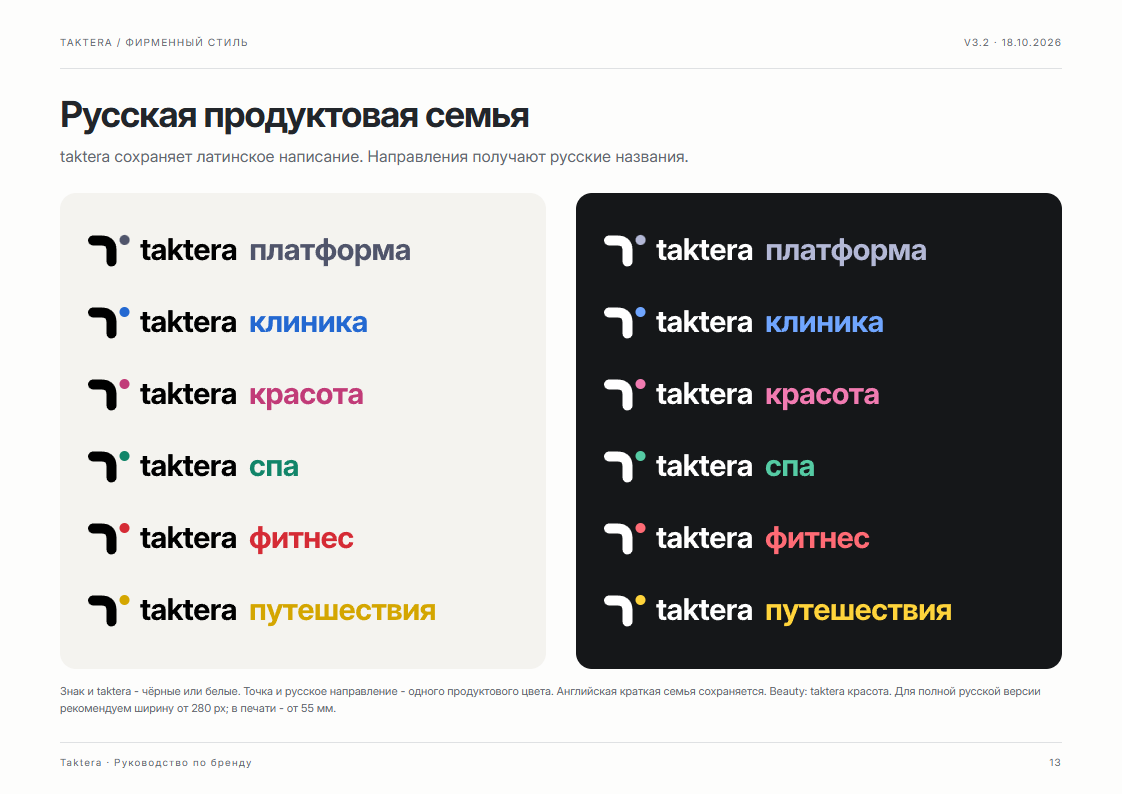 TAKTERA / ФИРМЕННЫЙ СТИЛЬ
V3.2 · 18.10.2026
Русская продуктовая семья
taktera сохраняет латинское написание. Направления получают русские названия.
taktera платформа
taktera клиника
taktera красота
taktera спа
taktera фитнес
taktera путешествия
taktera платформа
taktera клиника
taktera красота
taktera спа
taktera фитнес
taktera путешествия
Знак и taktera - чёрные или белые. Точка и русское направление - одного продуктового цвета. Английская краткая семья сохраняется. Beauty: taktera красота. Для полной русской версии
рекомендуем ширину от 280 px; в печати - от 55 мм.
Taktera · Руководство по бренду
13